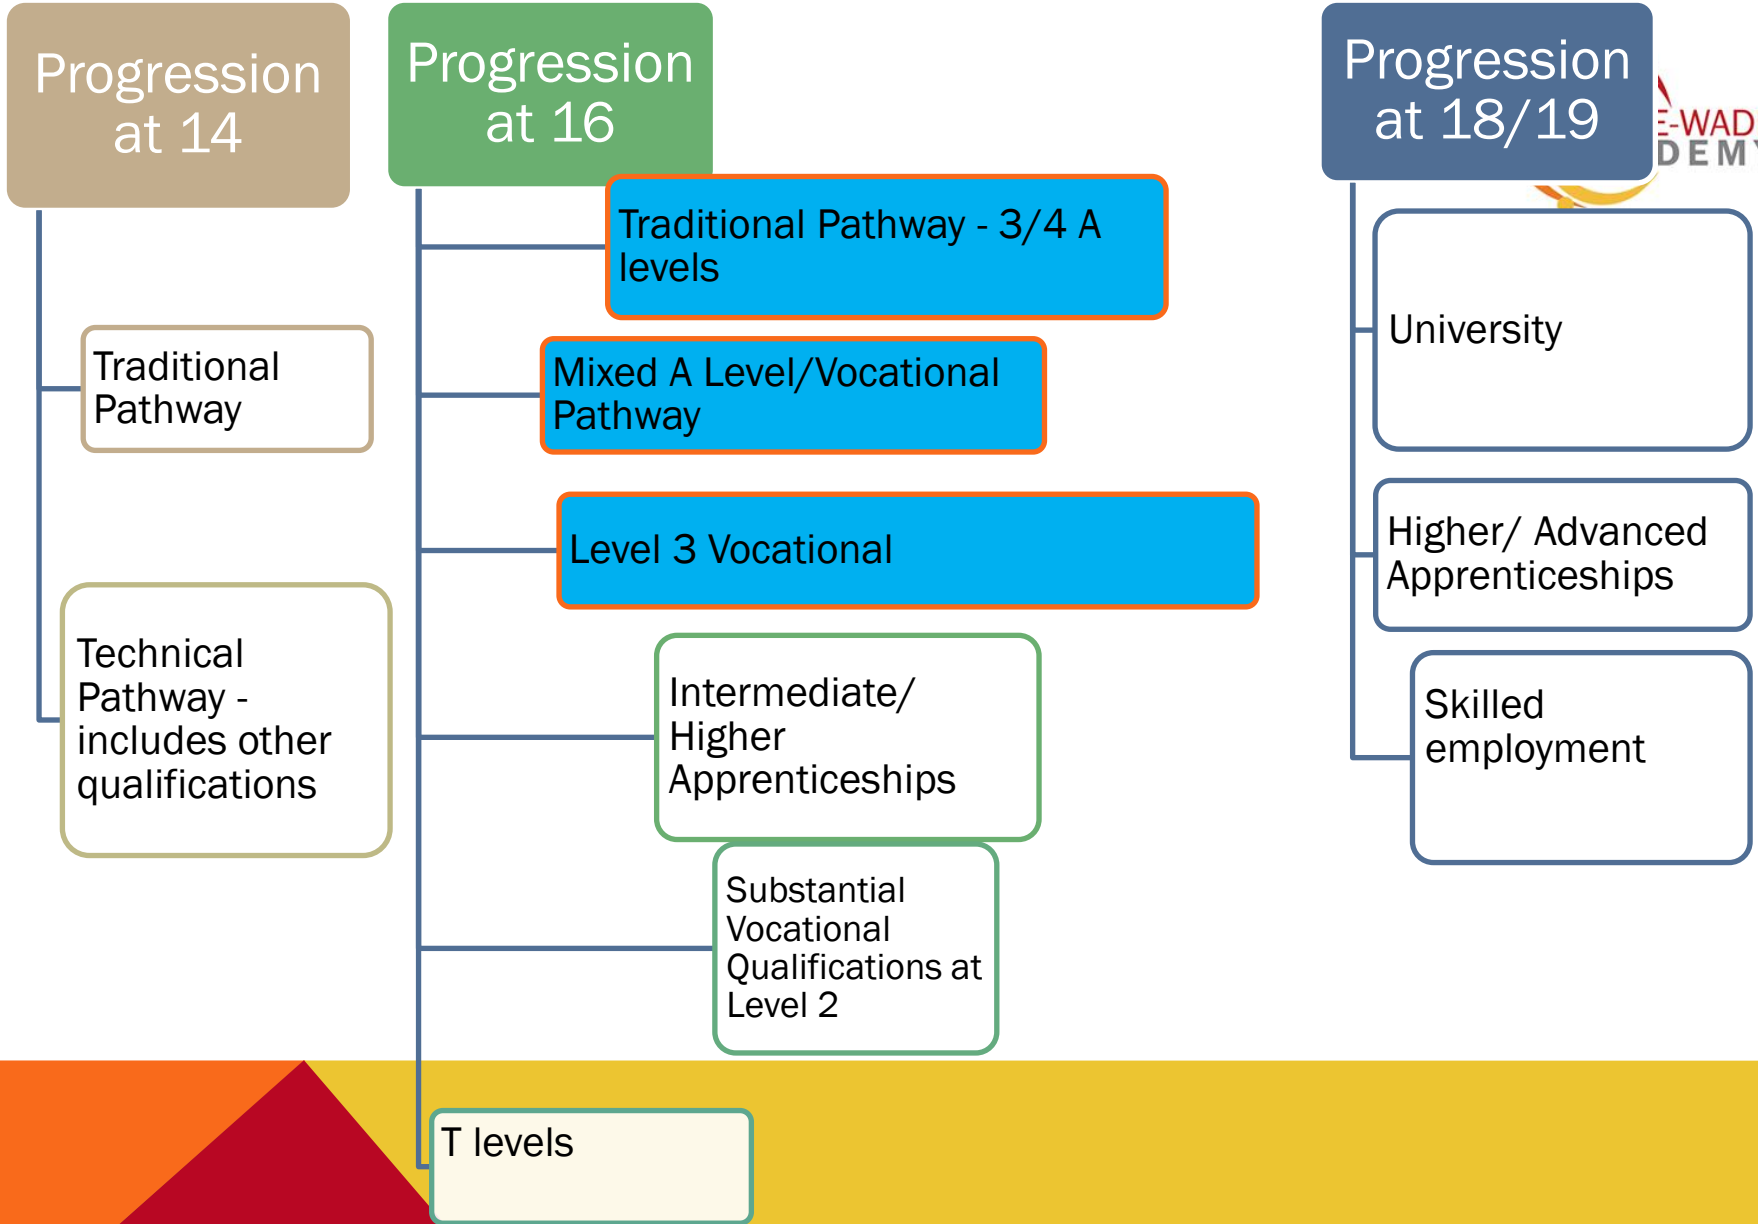 Progression
at 14
Traditional
Pathway
Technical
Pathway -
includes other
qualifications
Progression
at 16
Traditional Pathway - 3/4 A
levels
Mixed A Level/Vocational
Pathway
Level 3 Vocational
Intermediate/
Higher
Apprenticeships
Substantial
Vocational
Qualifications at
Level 2
T levels
Progression
at 18/19
University
Higher/ Advanced
Apprenticeships
Skilled
employment